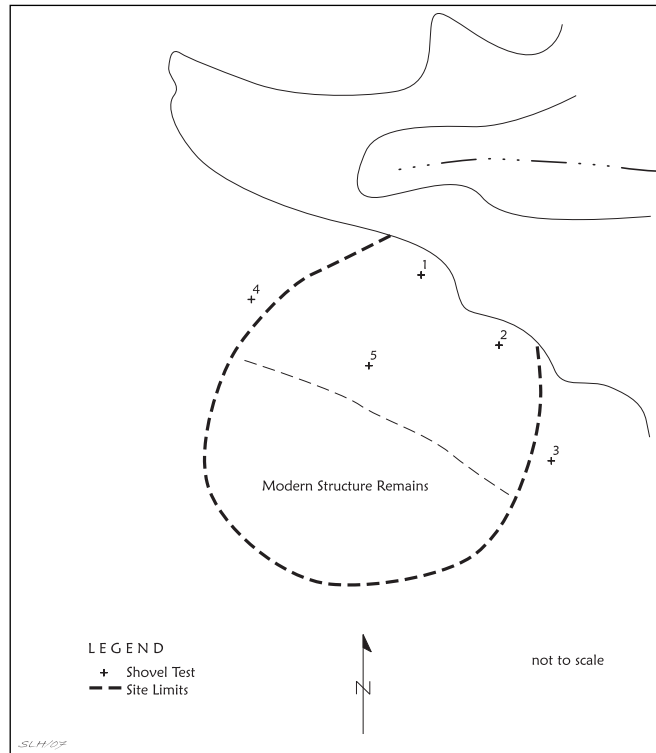 1
4
2
5
3
Modern Structure Remains
LEGEND
Shovel Test
Site Limits
not to scale
N
SLH/07